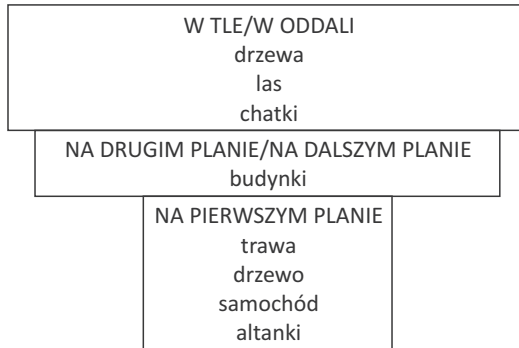 W TLE/W ODDALI
drzewa
las
chatki
NA DRUGIM PLANIE/NA DALSZYM PLANIE
budynki
NA PIERWSZYM PLANIE
trawa
drzewo
samochód
altanki